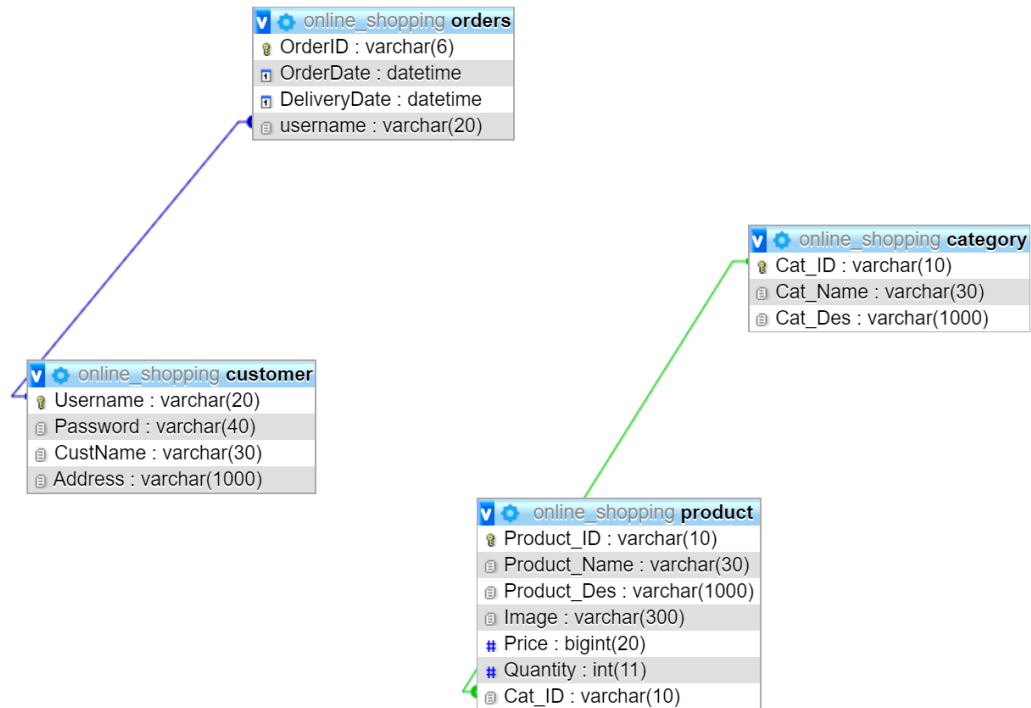 v online_shopping orders
OrderID : varchar(6)
OrderDate : datetime
DeliveryDate : datetime
username : varchar(20)
v online_shopping category
Cat_ID : varchar(10)
Cat_Name : varchar(30)
Cat_Des : varchar(1000)
v online_shopping customer
Username : varchar(20)
Password : varchar(40)
CustName : varchar(30)
Address : varchar(1000)
v online_shopping product
Product_ID : varchar(10)
Product_Name : varchar(30)
Product_Des : varchar(1000)
Image : varchar(300)
# Price : bigint(20)
# Quantity : int(11)
Cat_ID : varchar(10)